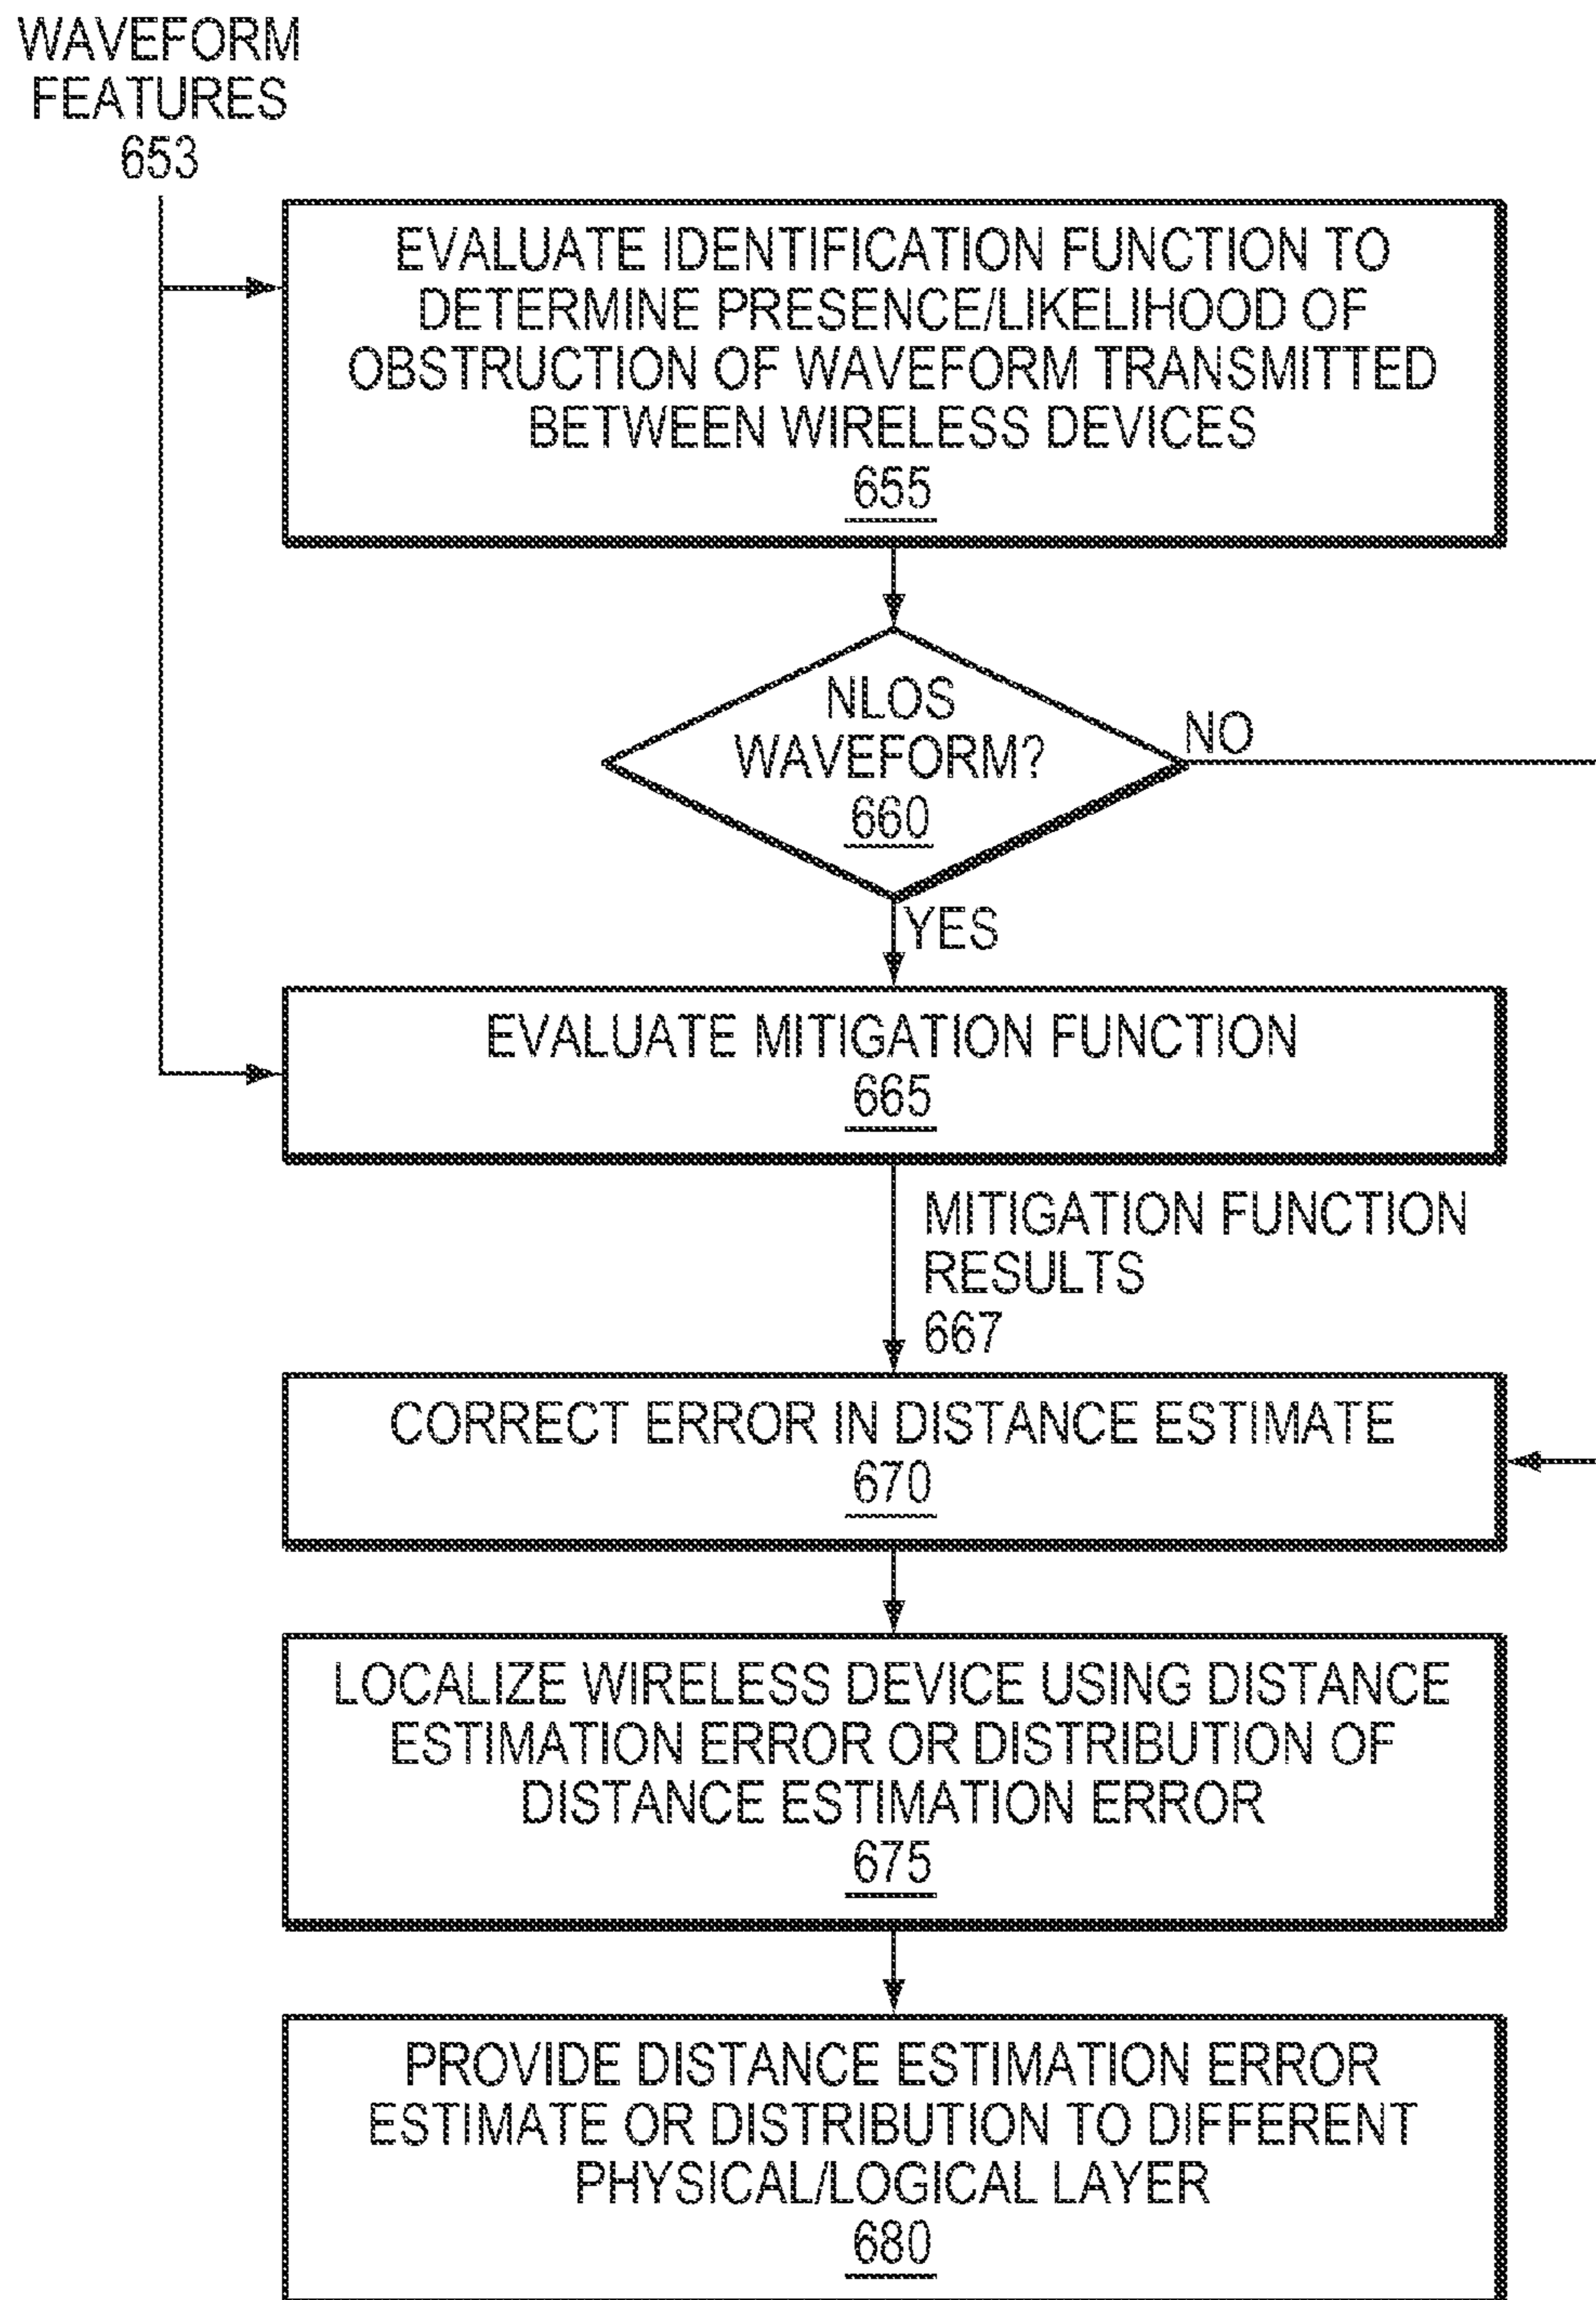 WAVEFORM
FEATURES
653
EVALUATE IDENTIFICATION FUNCTION TO
DETERMINE PRESENCE/LIKELIHOOD OF
OBSTRUCTION OF WAVEFORM TRANSMITTED
BETWEEN WIRELESS DEVICES
655
NLOS
WAVEFORM?
660
NO
YES
EVALUATE MITIGATION FUNCTION
665
MITIGATION FUNCTION
RESULTS
667
CORRECT ERROR IN DISTANCE ESTIMATE
670
LOCALIZE WIRELESS DEVICE USING DISTANCE
ESTIMATION ERROR OR DISTRIBUTION OF
DISTANCE ESTIMATION ERROR
675
PROVIDE DISTANCE ESTIMATION ERROR
ESTIMATE OR DISTRIBUTION TO DIFFERENT
PHYSICAL/LOGICAL LAYER
680